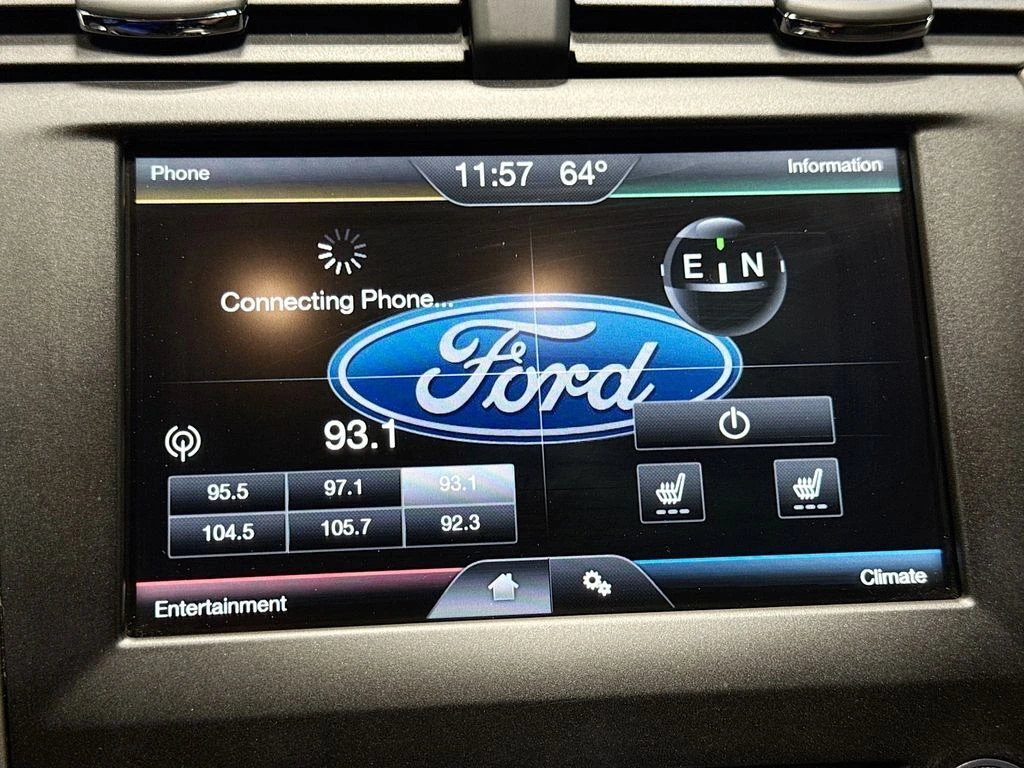 Phone
11:57 64°
Information
Connecting Phone...
E N
Ford
93.1
95.5 97.1 93.1
104.5 105.7 92.3
Entertainment
Climate